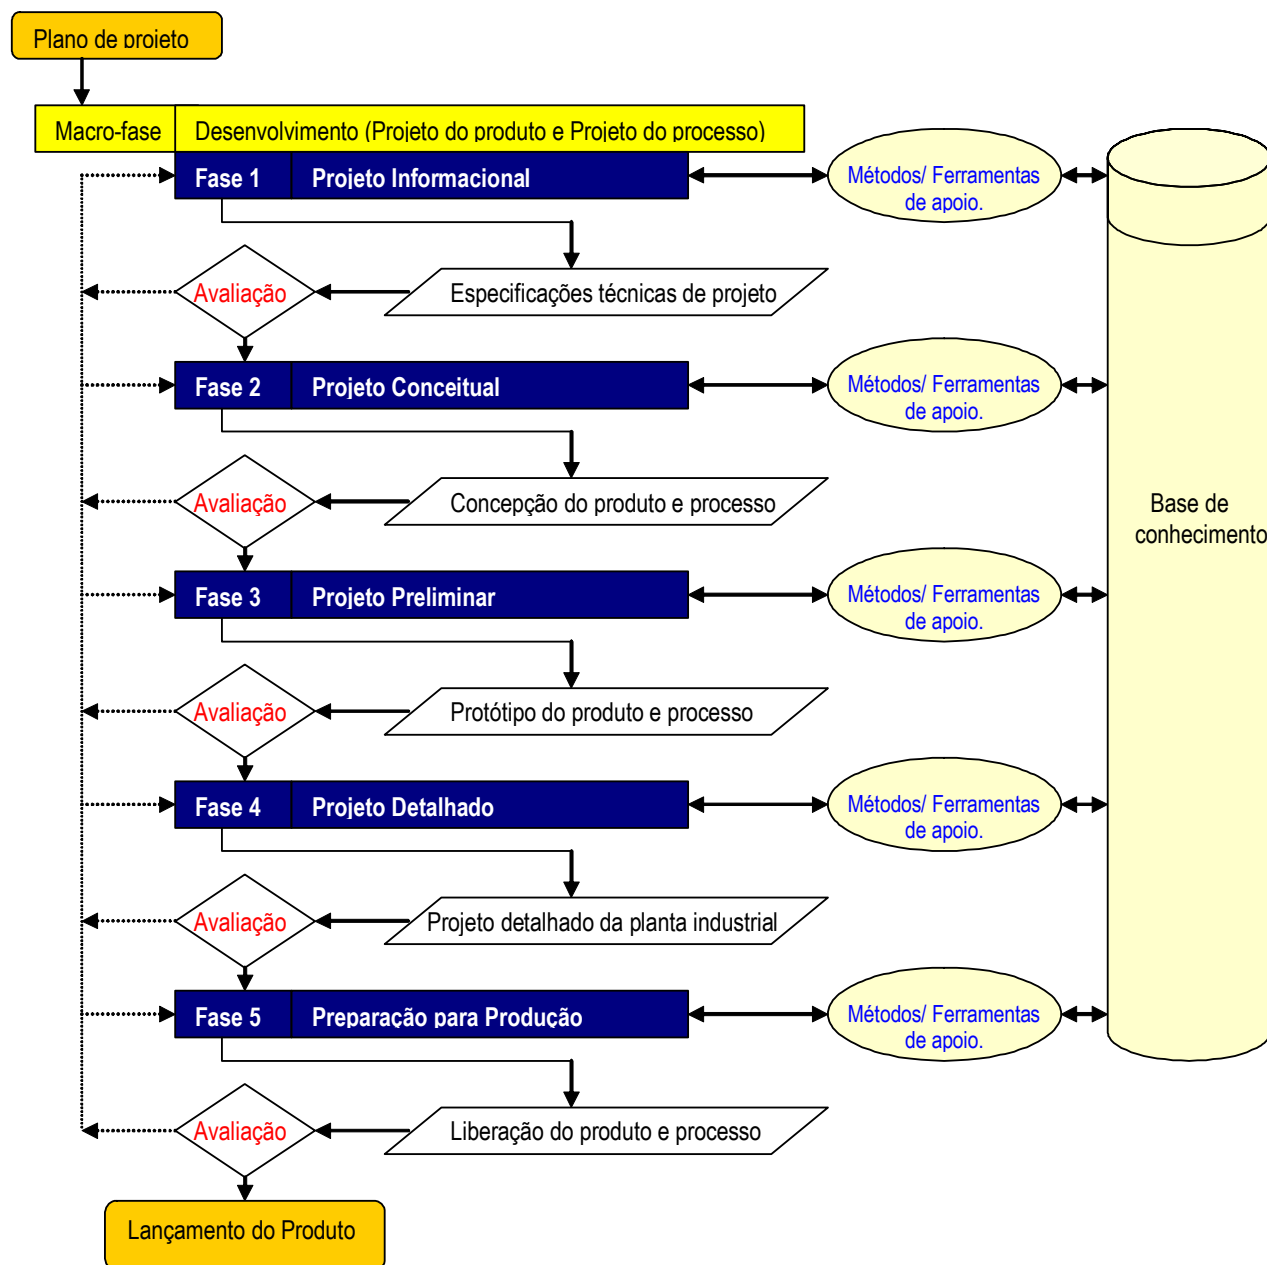 Plano de projeto
Macro-fase
Desenvolvimento (Projeto do produto e Projeto do processo)
Fase 1
Projeto Informacional
Métodos/ Ferramentas
de apoio.
Avaliação
Especificações técnicas de projeto
Fase 2
Projeto Conceitual
Métodos/ Ferramentas
de apoio.
Avaliação
Concepção do produto e processo
Base de
conhecimento
Fase 3
Projeto Preliminar
Métodos/ Ferramentas
de apoio.
Avaliação
Protótipo do produto e processo
Fase 4
Projeto Detalhado
Métodos/ Ferramentas
de apoio.
Avaliação
Projeto detalhado da planta industrial
Fase 5
Preparação para Produção
Métodos/ Ferramentas
de apoio.
Avaliação
Liberação do produto e processo
Lançamento do Produto